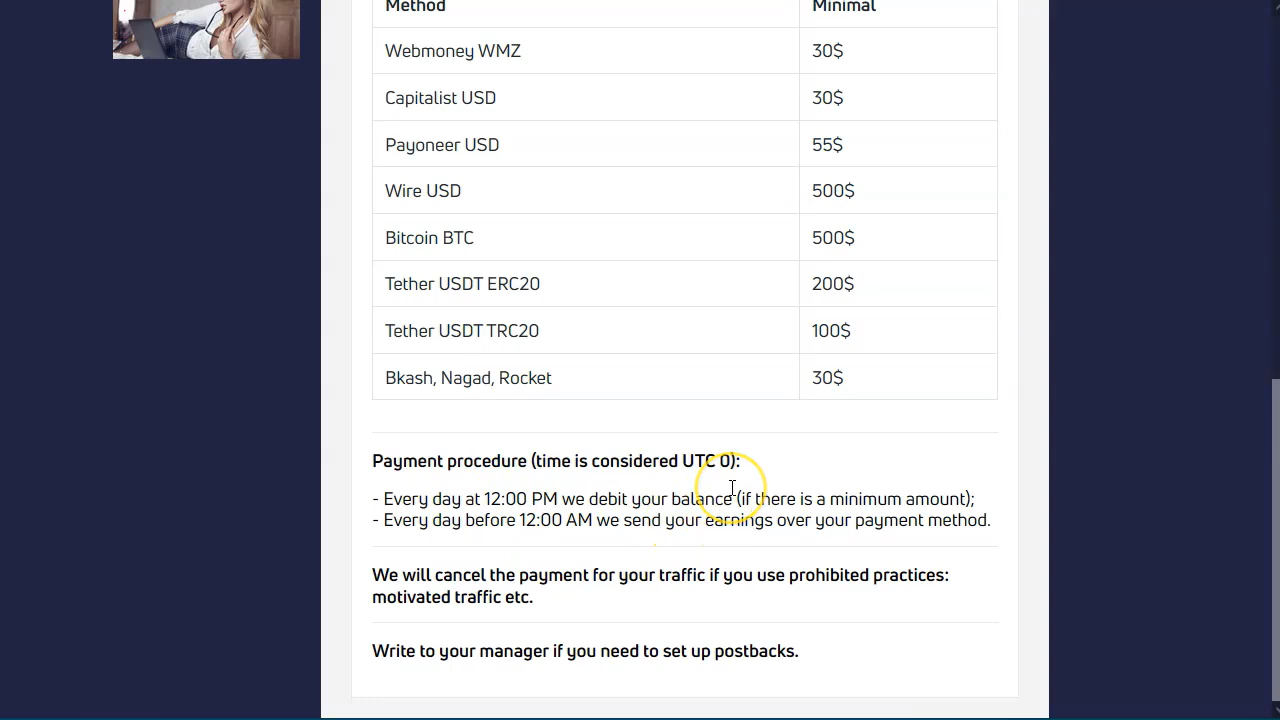 Method Minimal
Webmoney WMZ 30$
Capitalist USD 30$
Payoneer USD 55$
Wire USD 500$
Bitcoin BTC 500$
Tether USDT ERC20 200$
Tether USDT TRC20 100$
Bkash, Nagad, Rocket 30$
Payment procedure (time is considered UTC 0):
- Every day at 12:00 PM we debit your balance (if there is a minimum amount);
- Every day before 12:00 AM we send your earnings over your payment method.
We will cancel the payment for your traffic if you use prohibited practices:
motivated traffic etc.
Write to your manager if you need to set up postbacks.